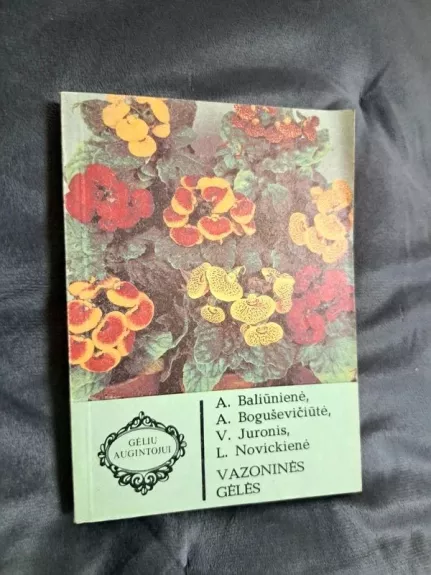 GĖLIŲ
AUGINTOJUI
A. Baliūnienė,
A. Boguševičiūtė,
V. Juronis,
L. Novickienė
VAZONINĖS
GĖLĖS